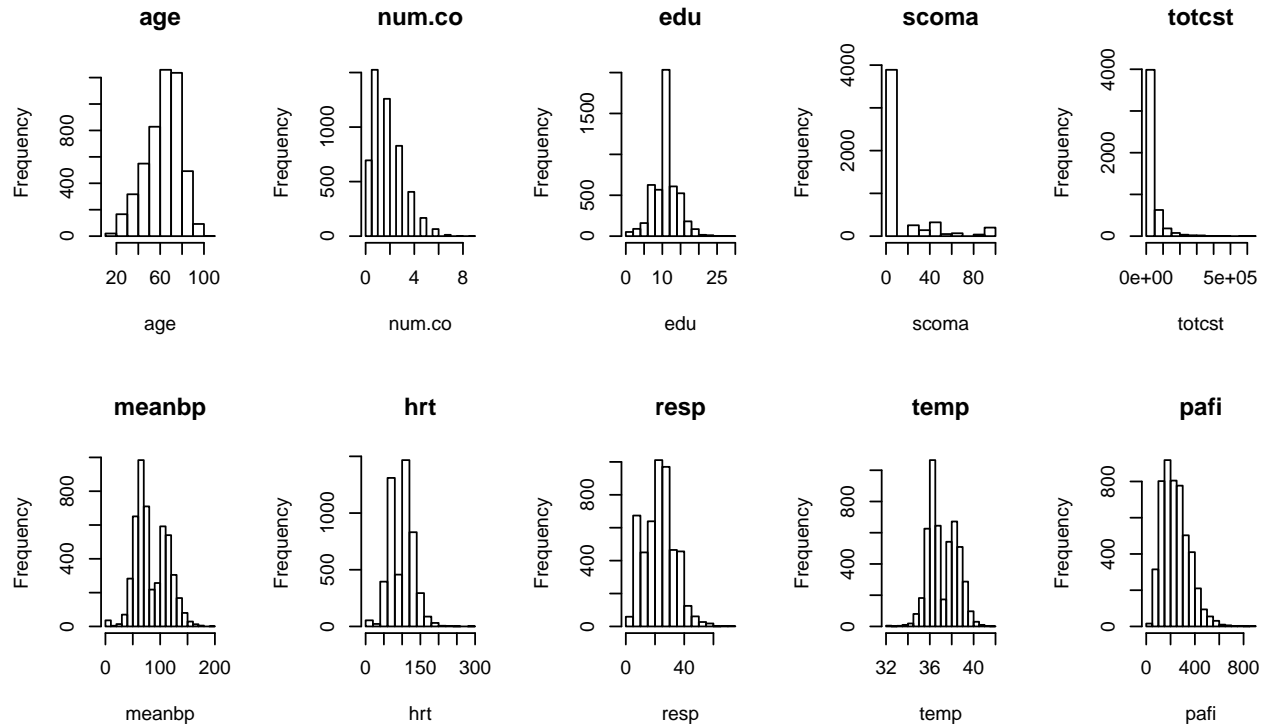 age
Frequency
0 400 800
20 60 100
age
num.co
Frequency
0 500 1000
0 4 8
num.co
edu
Frequency
0 500 1500
0 10 25
edu
scoma
Frequency
0 2000 4000
0 40 80
scoma
totcst
Frequency
0 2000 4000
0e+00 5e+05
totcst
meanbp
Frequency
0 400 800
0 100 200
meanbp
hrt
Frequency
0 500 1000
0 150 300
hrt
resp
Frequency
0 400 800
0 40
resp
temp
Frequency
0 400 800
32 36 40
temp
pafi
Frequency
0 200 400 600 800
0 400 800
pafi